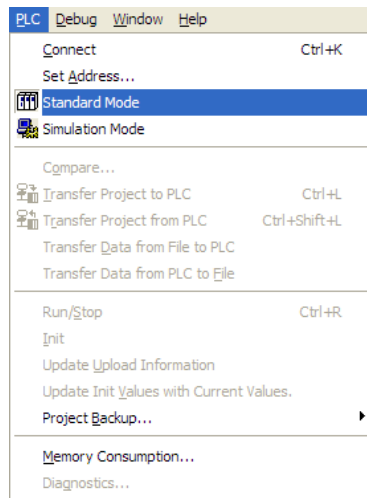 PLC Debug Window Help
Connect Ctrl+K
Set Address...
Standard Mode
Simulation Mode
Compare...
Transfer Project to PLC Ctrl+L
Transfer Project from PLC Ctrl+Shift+L
Transfer Data from File to PLC
Transfer Data from PLC to File
Run/Stop Ctrl+R
Init
Update Upload Information
Update Init Values with Current Values.
Project Backup...
Memory Consumption...
Diagnostics...